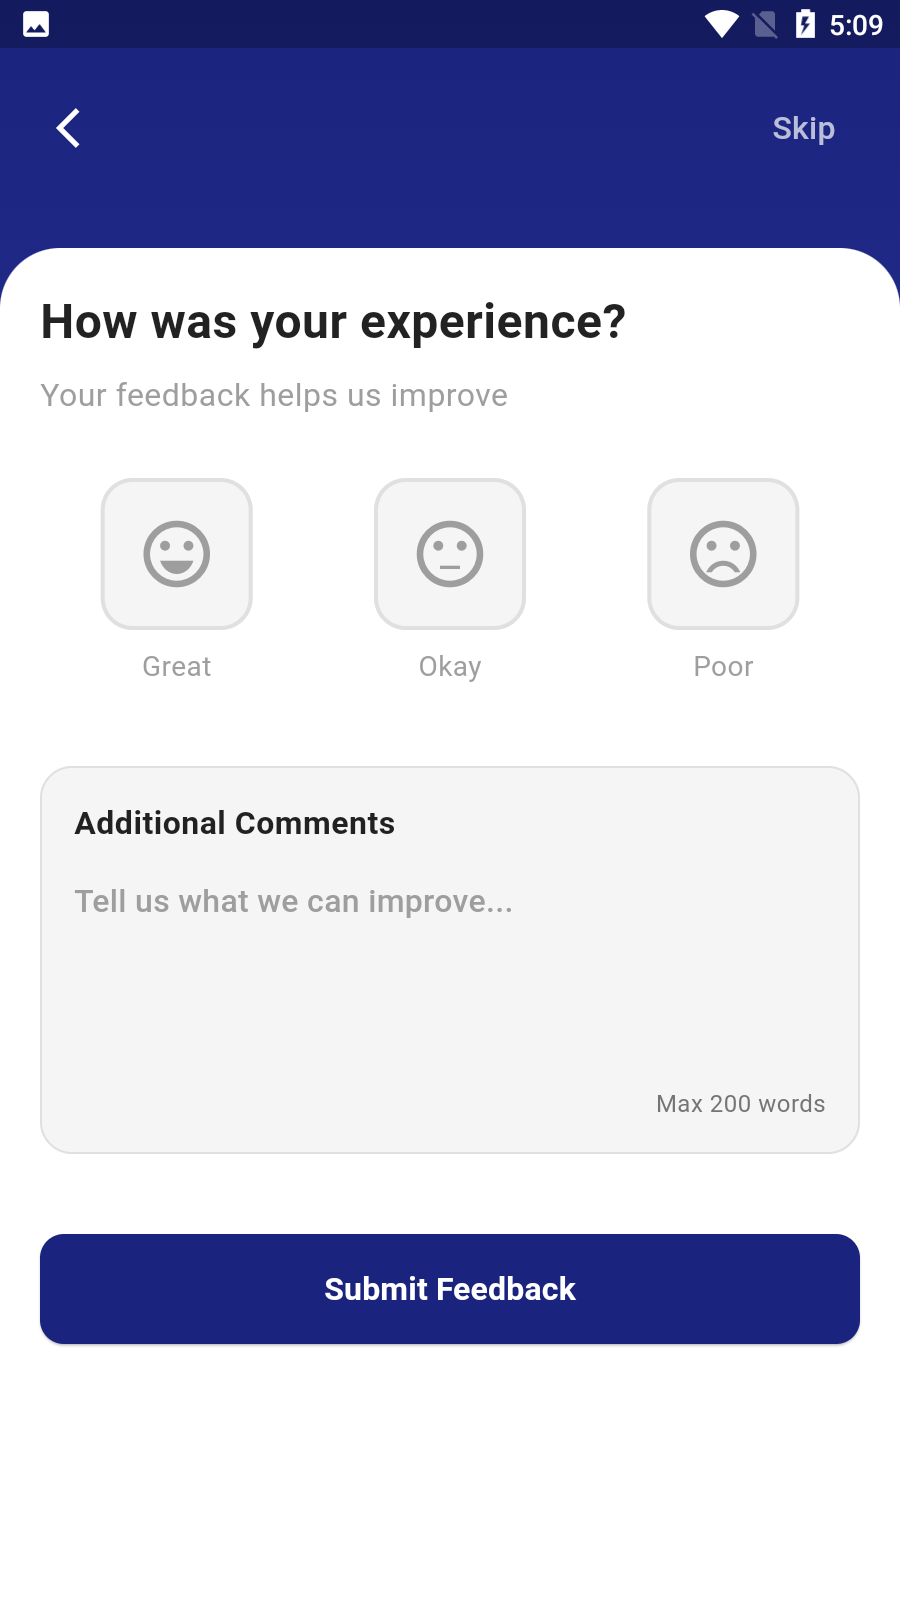 5:09
Skip
How was your experience?
Your feedback helps us improve
Great
Okay
Poor
Additional Comments
Tell us what we can improve...
Max 200 words
Submit Feedback